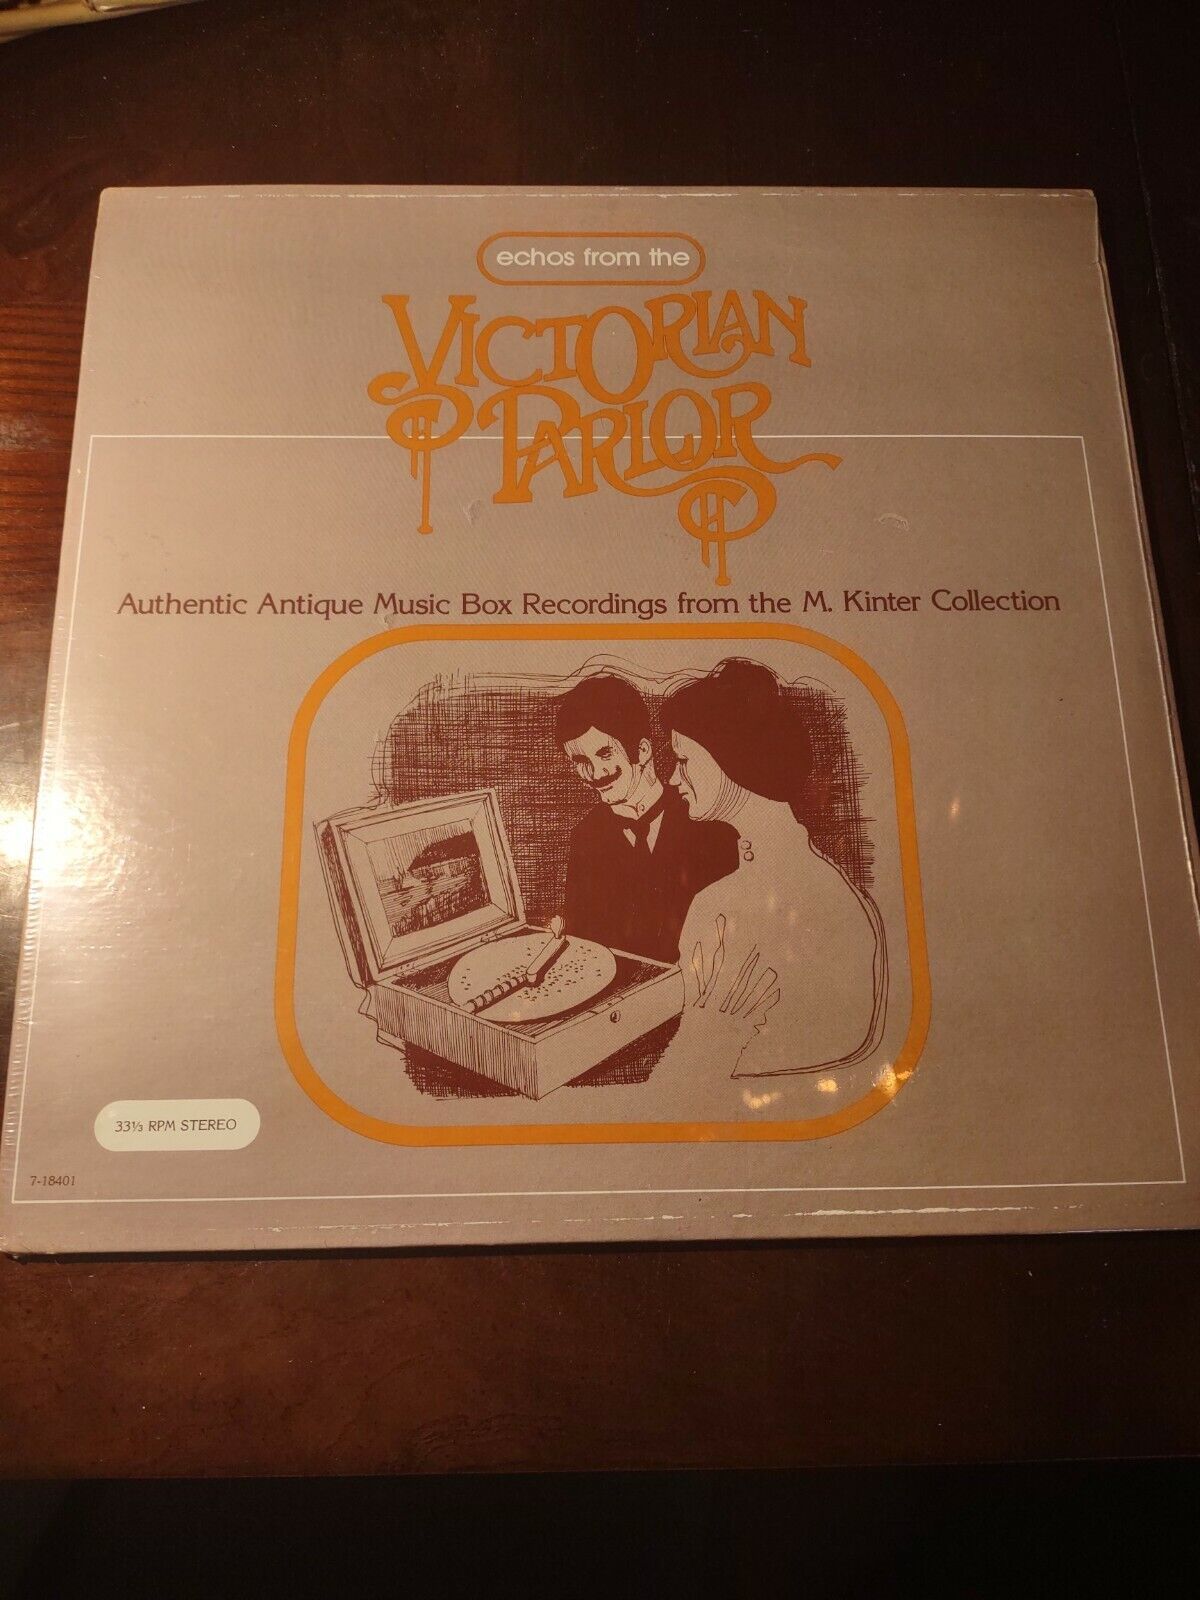 echos from the
VICTORIAN
PARLOR
Authentic Antique Music Box Recordings from the M. Kinter Collection
33⅓ RPM STEREO
7-18401